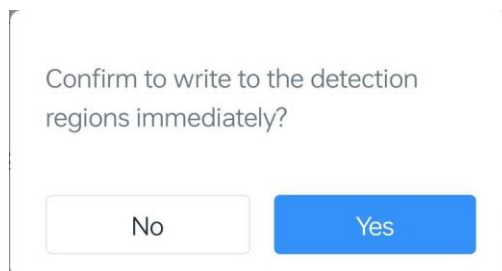 Confirm to write to the detection
regions immediately?
No
Yes